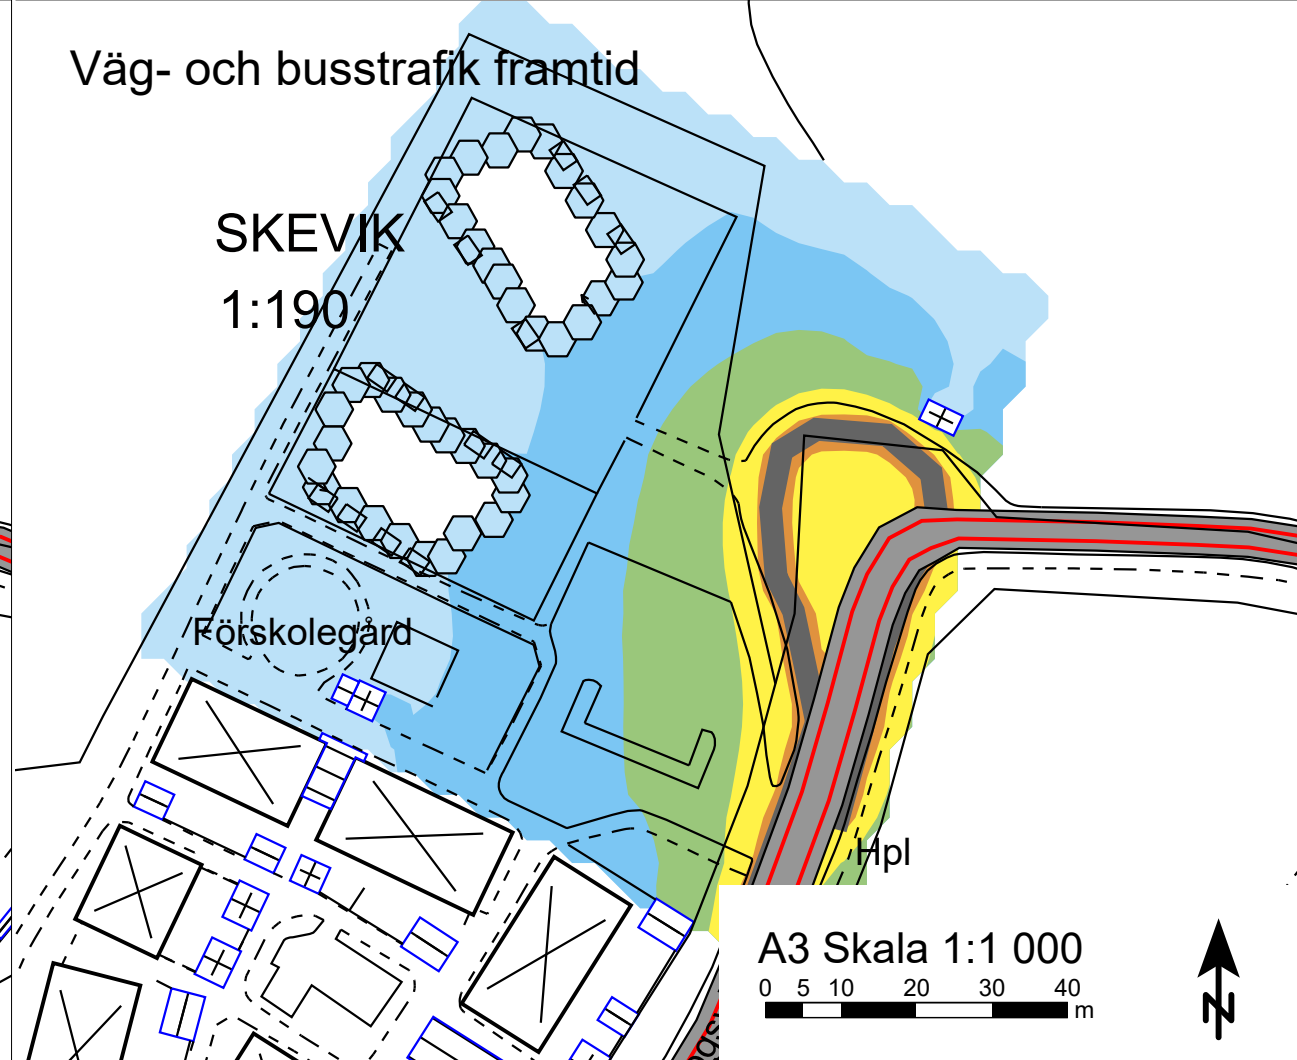 Väg- och busstrafik framtid
SKEVIK
1:190
Förskolegård
Hpl
A3 Skala 1:1 000
0 5 10 20 30 40
m
N